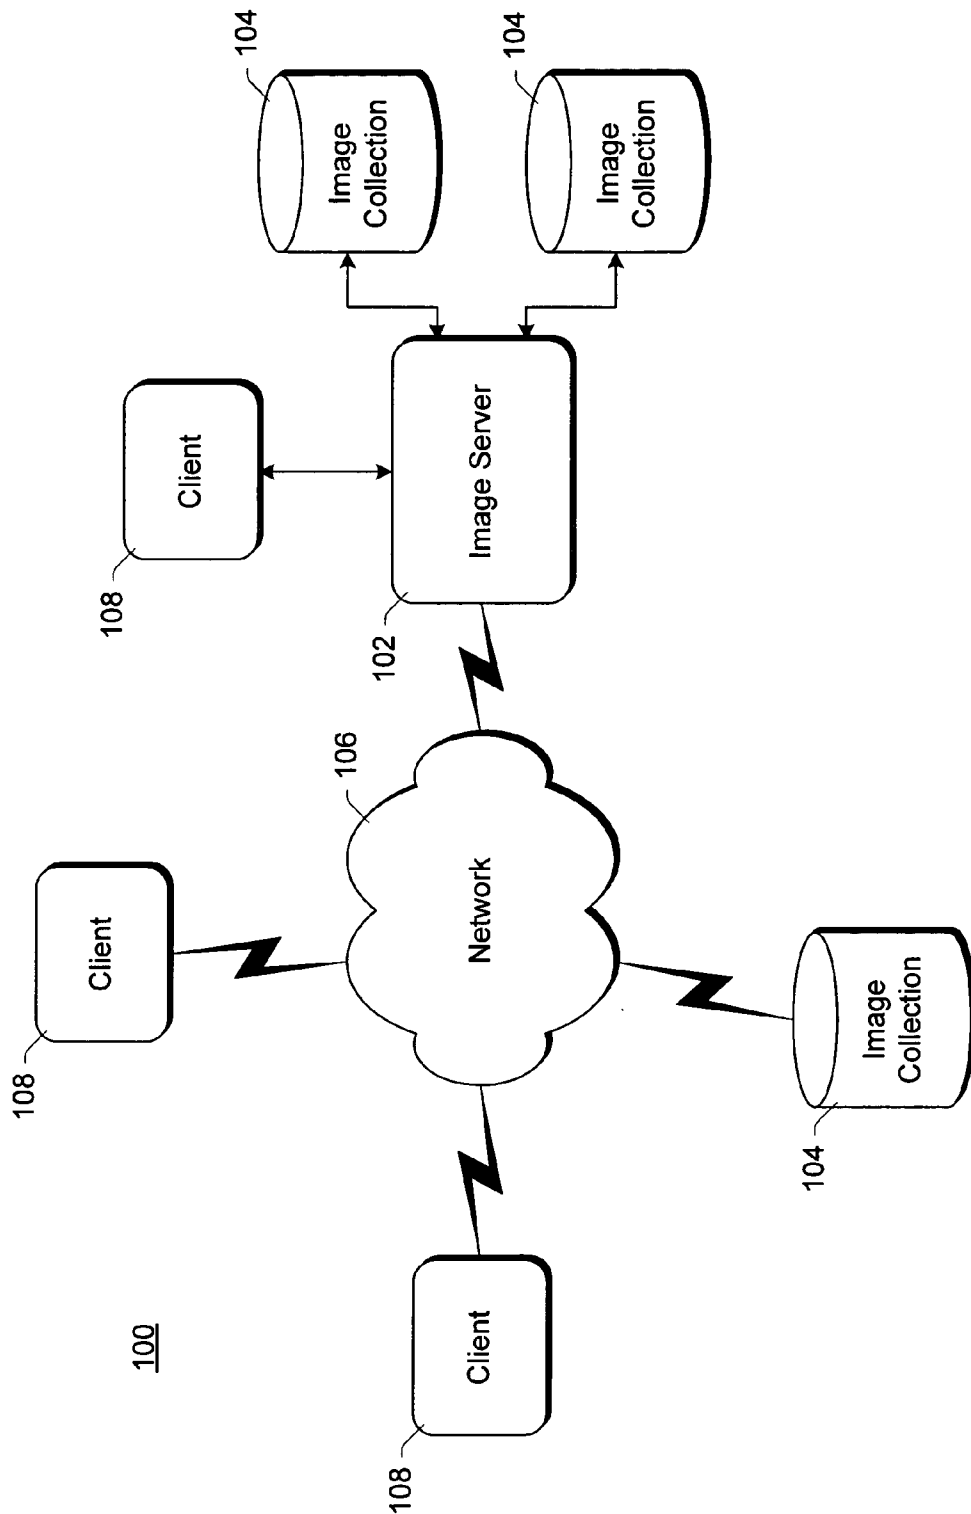 108
Client
108
100
Client
104
Image
Collection
106
102
108
Client
Network
Image Server
104
Image
Collection
104
Image
Collection